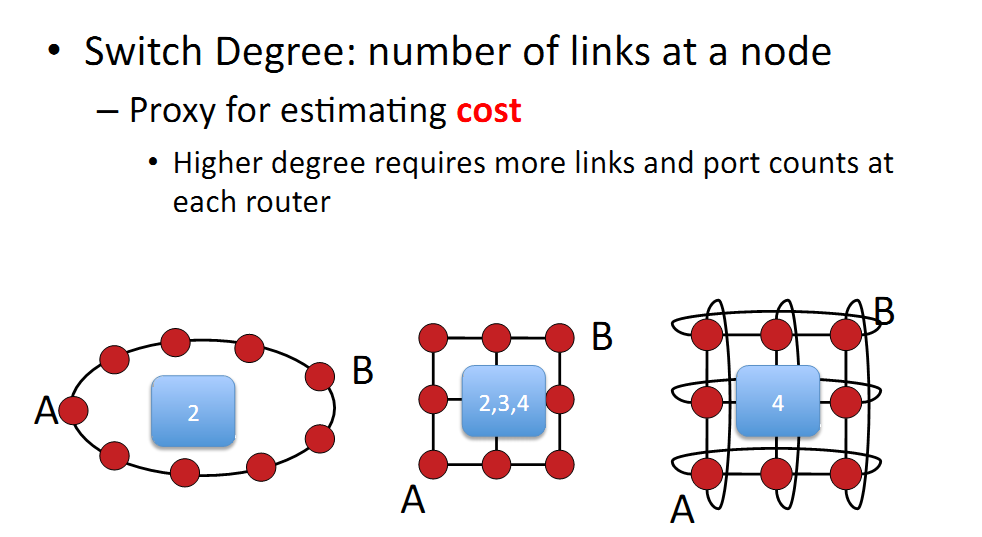 • Switch Degree: number of links at a node
– Proxy for estimating cost
• Higher degree requires more links and port counts at
each router
A
2
B
2,3,4
B
A
4
B
A